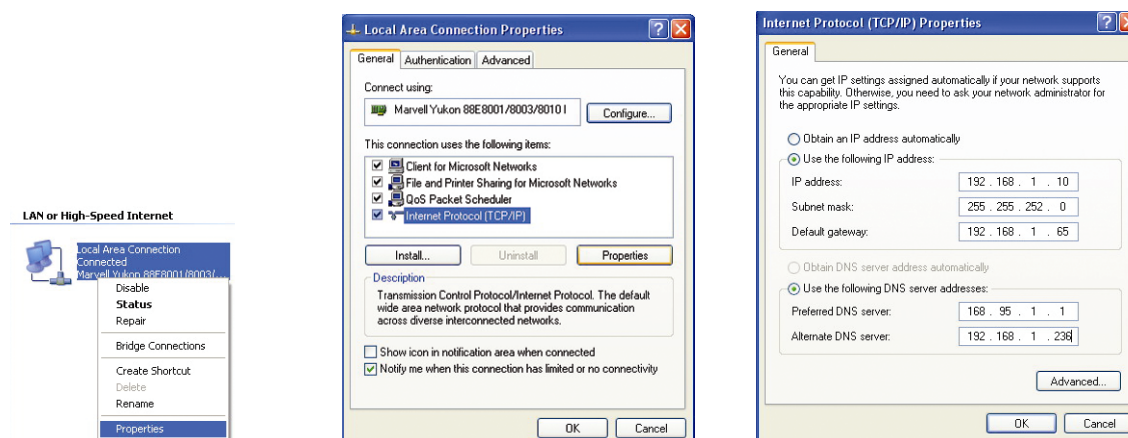 LAN or High-Speed Internet
Local Area Connection
Connected
Marvell Yukon 88E8001/8003/...
Disable
Status
Repair
Bridge Connections
Create Shortcut
Delete
Rename
Properties
Local Area Connection Properties
General Authentication Advanced
Connect using:
Marvell Yukon 88E8001/8003/8010 I
Configure...
This connection uses the following items:
Client for Microsoft Networks
File and Printer Sharing for Microsoft Networks
QoS Packet Scheduler
Internet Protocol (TCP/IP)
Install... Uninstall Properties
Description
Transmission Control Protocol/Internet Protocol. The default
wide area network protocol that provides communication
across diverse interconnected networks.
Show icon in notification area when connected
Notify me when this connection has limited or no connectivity
OK Cancel
Internet Protocol (TCP/IP) Properties
General
You can get IP settings assigned automatically if your network supports
this capability. Otherwise, you need to ask your network administrator for
the appropriate IP settings.
Obtain an IP address automatically
Use the following IP address:
IP address: 192 . 168 . 1 . 10
Subnet mask: 255 . 255 . 252 . 0
Default gateway: 192 . 168 . 1 . 65
Obtain DNS server address automatically
Use the following DNS server addresses:
Preferred DNS server: 168 . 95 . 1 . 1
Alternate DNS server: 192 . 168 . 1 . 236
Advanced...
OK Cancel